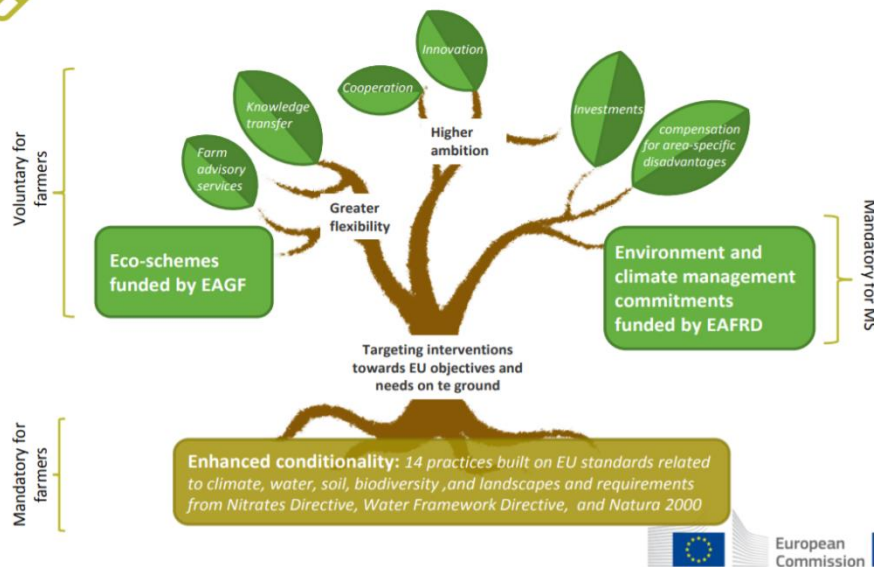 Innovation
Cooperation
Knowledge
transfer
Farm
advisory
services
Investments
compensation
for area-specific
disadvantages
Higher
ambition
Greater
flexibility
Voluntary for
farmers
Eco-schemes
funded by EAGF
Environment and
climate management
commitments
funded by EAFRD
Mandatory for MS
Targeting interventions
towards EU objectives and
needs on te ground
Mandatory for
farmers
Enhanced conditionality: 14 practices built on EU standards related
to climate, water, soil, biodiversity ,and landscapes and requirements
from Nitrates Directive, Water Framework Directive, and Natura 2000
European
Commission